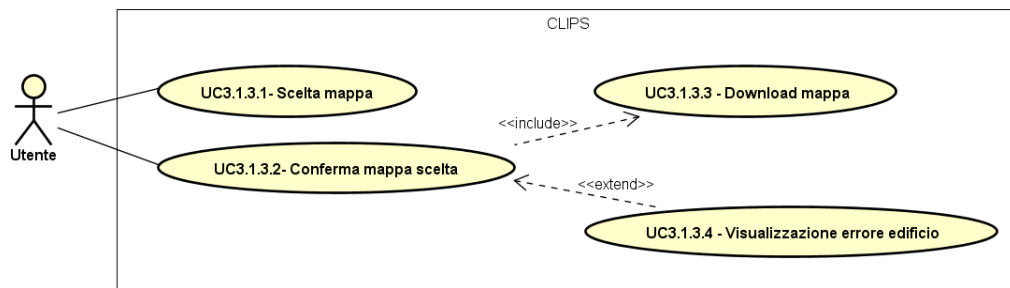 CLIPS
UC3.1.3.1- Scelta mappa
UC3.1.3.3 - Download mappa
<<include>>
Utente
UC3.1.3.2- Conferma mappa scelta
<<extend>>
UC3.1.3.4 - Visualizzazione errore edificio